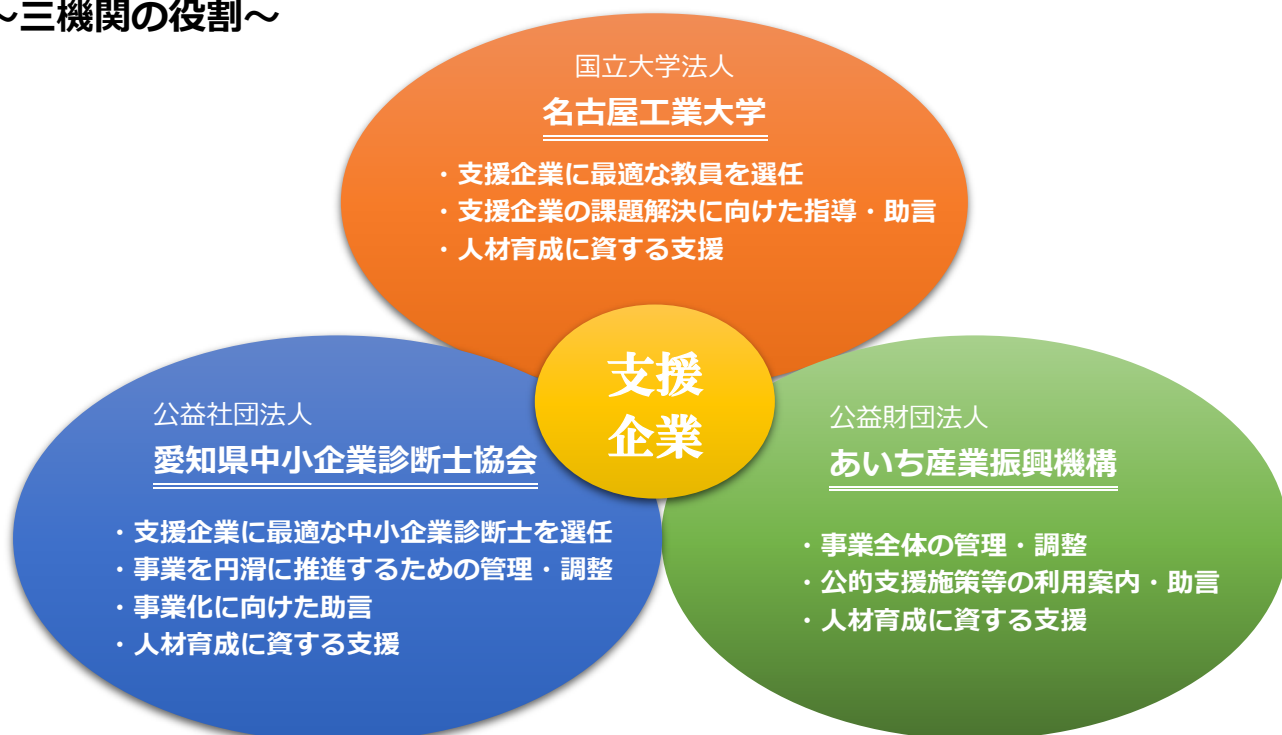 ～三機関の役割～
国立大学法人
名古屋工業大学
・支援企業に最適な教員を選任
・支援企業の課題解決に向けた指導・助言
・人材育成に資する支援
支援
企業
公益社団法人
愛知県中小企業診断士協会
・支援企業に最適な中小企業診断士を選任
・事業を円滑に推進するための管理・調整
・事業化に向けた助言
・人材育成に資する支援
公益財団法人
あいち産業振興機構
・事業全体の管理・調整
・公的支援施策等の利用案内・助言
・人材育成に資する支援